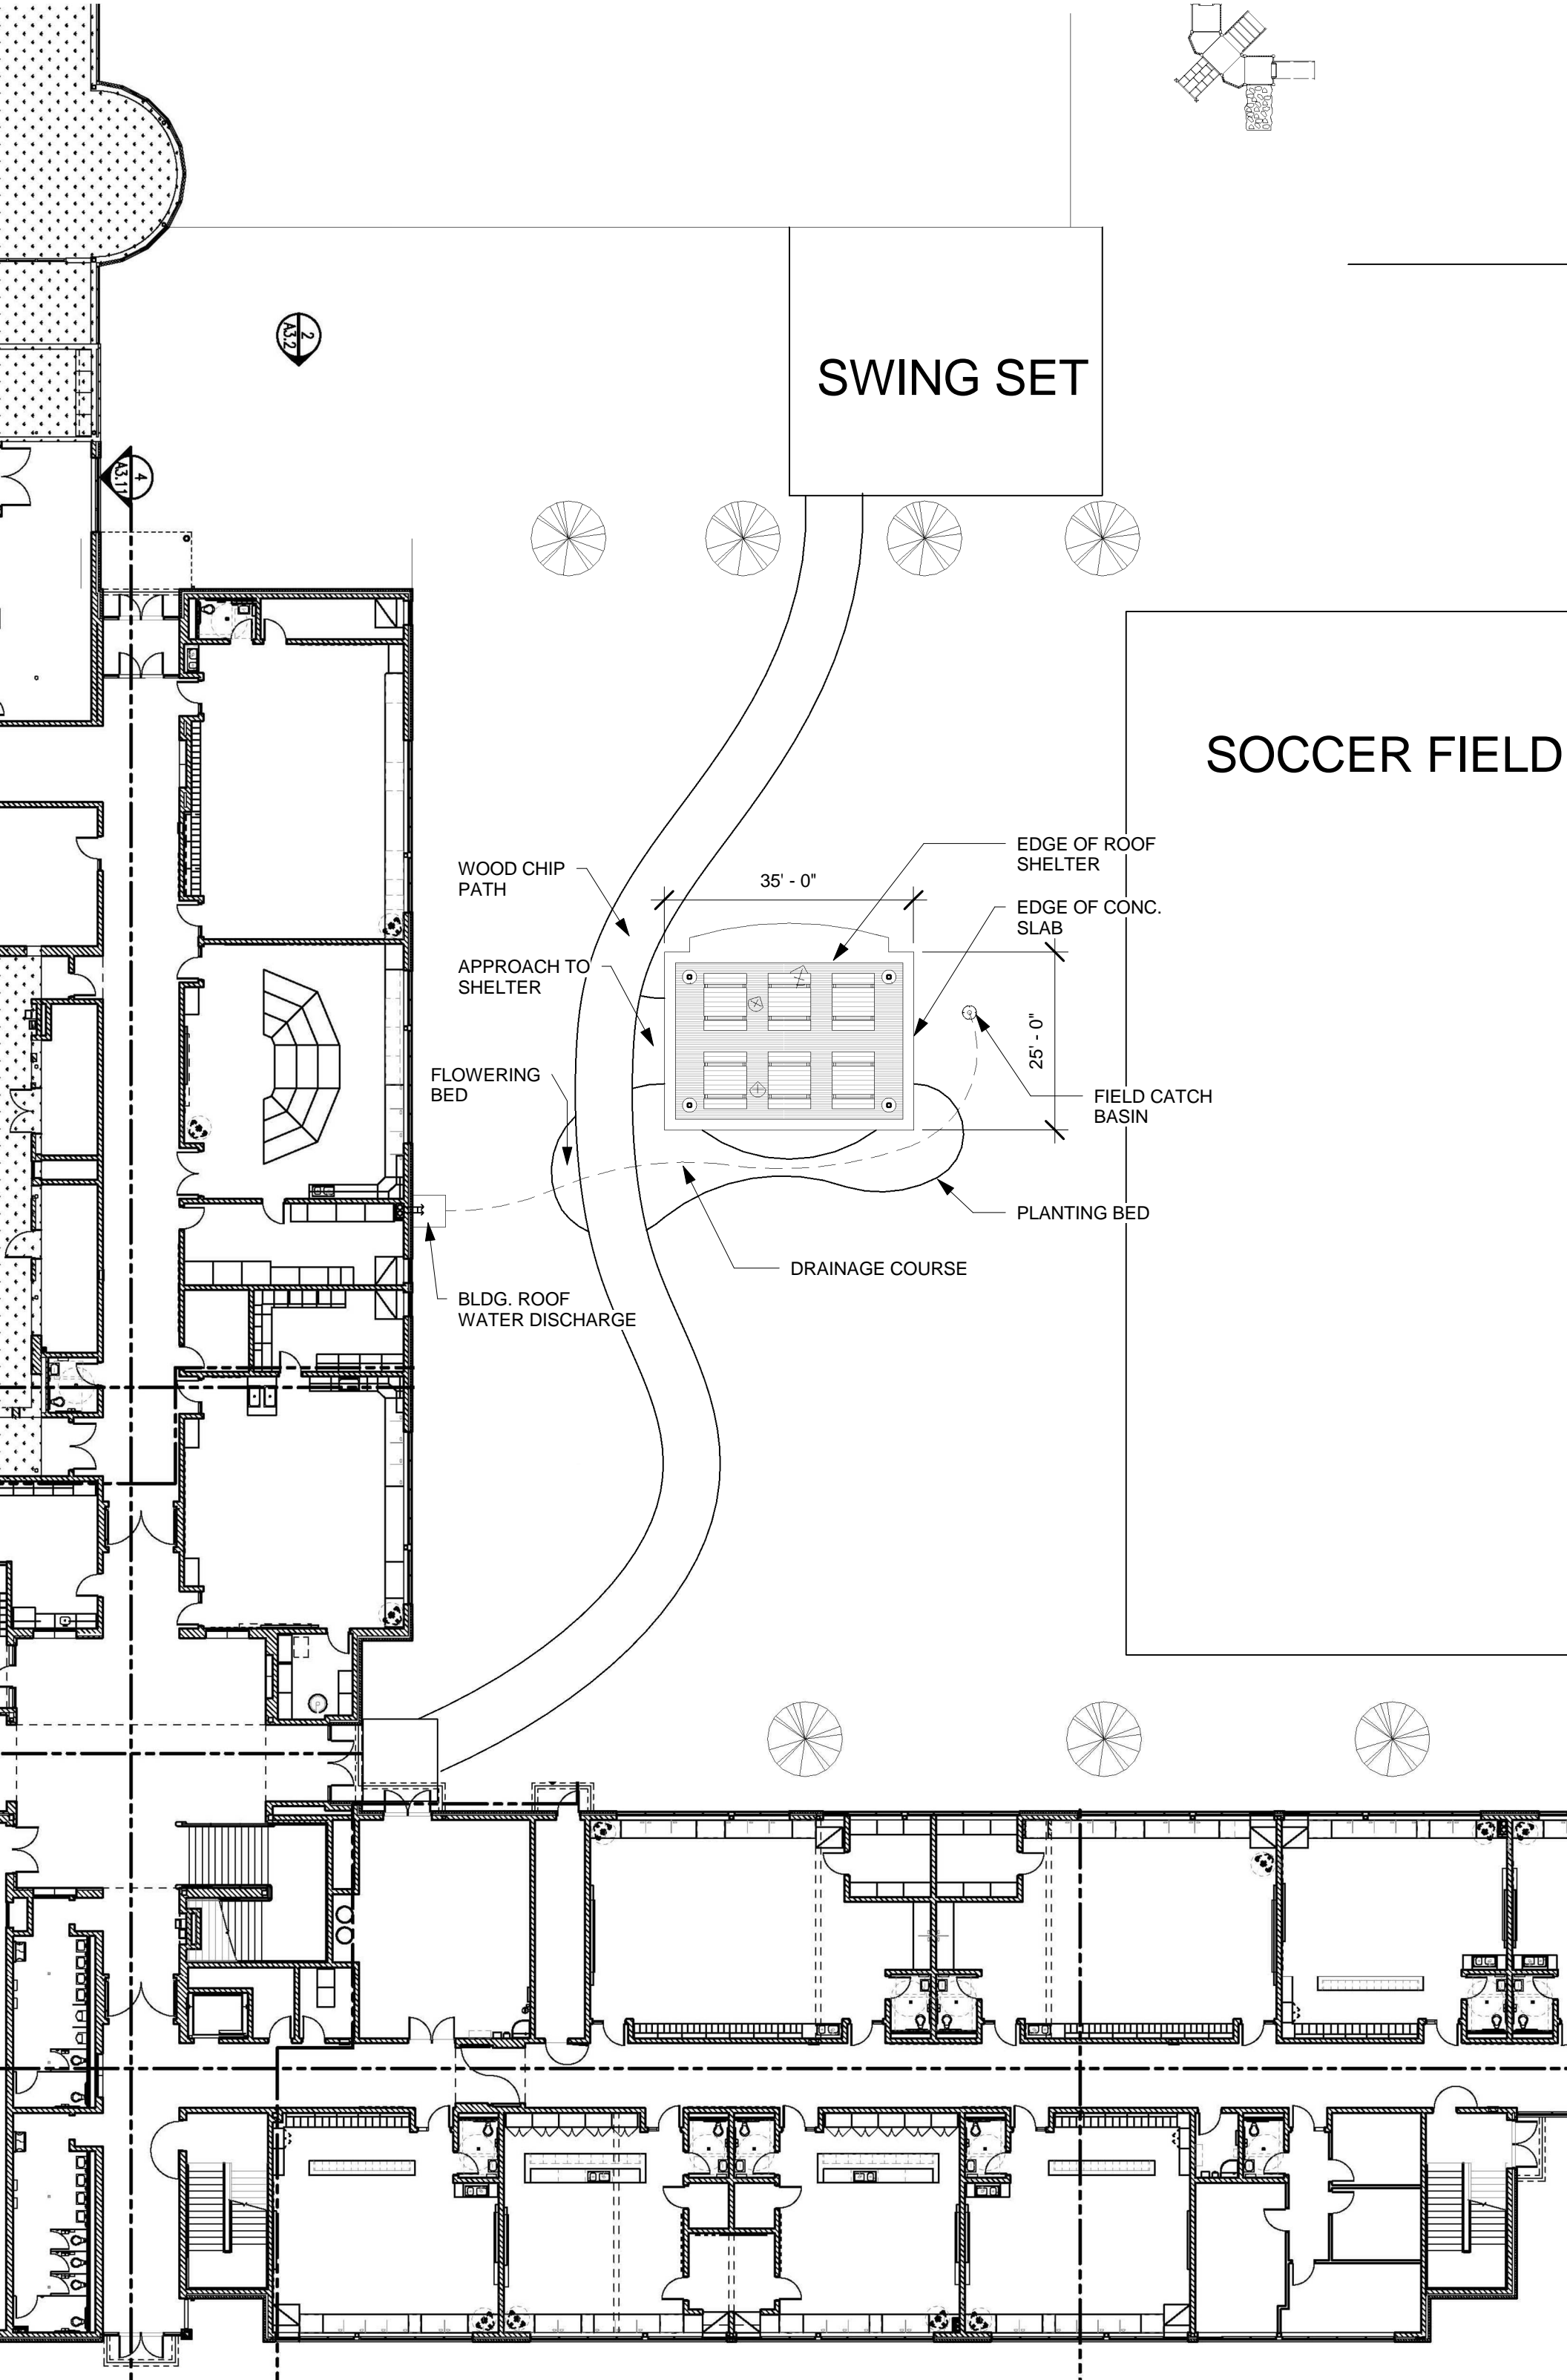 2
A3.2
SWING SET
4
A3.11
SOCCER FIELD
EDGE OF ROOF
SHELTER
WOOD CHIP
PATH
35' - 0"
EDGE OF CONC.
SLAB
APPROACH TO
SHELTER
25' - 0"
FLOWERING
BED
FIELD CATCH
BASIN
PLANTING BED
DRAINAGE COURSE
BLDG. ROOF
WATER DISCHARGE